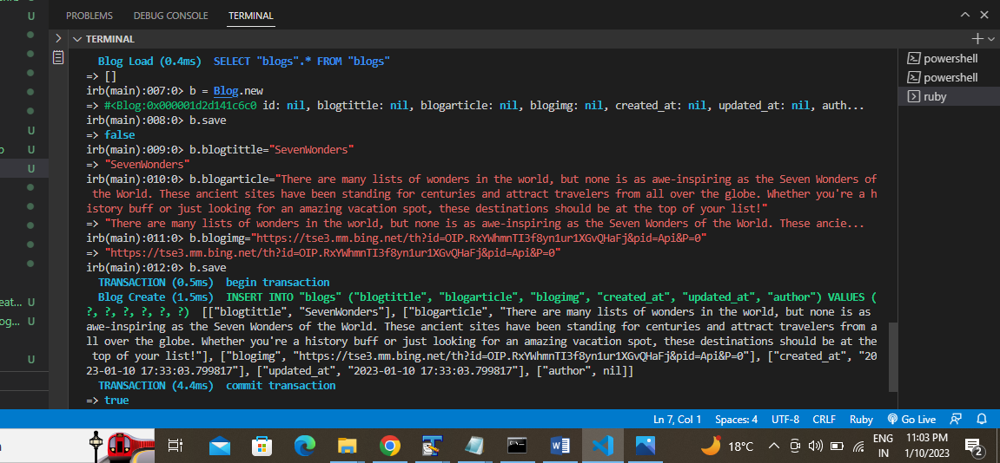 U
PROBLEMS DEBUG CONSOLE TERMINAL
TERMINAL
Blog Load (0.4ms) SELECT "blogs".* FROM "blogs"
=> []
irb(main):007:0> b = Blog.new
=> #<Blog:0x000001d2d141c6c0 id: nil, blogtittle: nil, blogarticle: nil, blogimg: nil, created_at: nil, updated_at: nil, auth...
irb(main):008:0> b.save
=> false
irb(main):009:0> b.blogtittle="SevenWonders"
=> "SevenWonders"
irb(main):010:0> b.blogarticle="There are many lists of wonders in the world, but none is as awe-inspiring as the Seven Wonders of
the World. These ancient sites have been standing for centuries and attract travelers from all over the globe. Whether you're a h
istory buff or just looking for an amazing vacation spot, these destinations should be at the top of your list!"
=> "There are many lists of wonders in the world, but none is as awe-inspiring as the Seven Wonders of the World. These ancie...
irb(main):011:0> b.blogimg="https://tse3.mm.bing.net/th?id=OIP.RxYWhmnTI3f8yn1ur1XGvQHaFj&pid=Api&P=0"
=> "https://tse3.mm.bing.net/th?id=OIP.RxYWhmnTI3f8yn1ur1XGvQHaFj&pid=Api&P=0"
irb(main):012:0> b.save
TRANSACTION (0.5ms) begin transaction
Blog Create (1.5ms) INSERT INTO "blogs" ("blogtittle", "blogarticle", "blogimg", "created_at", "updated_at", "author") VALUES (
?, ?, ?, ?, ?, ?) [["blogtittle", "SevenWonders"], ["blogarticle", "There are many lists of wonders in the world, but none is as
awe-inspiring as the Seven Wonders of the World. These ancient sites have been standing for centuries and attract travelers from a
ll over the globe. Whether you're a history buff or just looking for an amazing vacation spot, these destinations should be at the
top of your list!"], ["blogimg", "https://tse3.mm.bing.net/th?id=OIP.RxYWhmnTI3f8yn1ur1XGvQHaFj&pid=Api&P=0"], ["created_at", "20
23-01-10 17:33:03.799817"], ["updated_at", "2023-01-10 17:33:03.799817"], ["author", nil]]
TRANSACTION (4.4ms) commit transaction
=> true
powershell
powershell
ruby
U
U
U
eat... U
og... U
U
Ln 7, Col 1 Spaces: 4 UTF-8 CRLF Ruby Go Live
18°C
ENG
IN
11:03 PM
1/10/2023
2